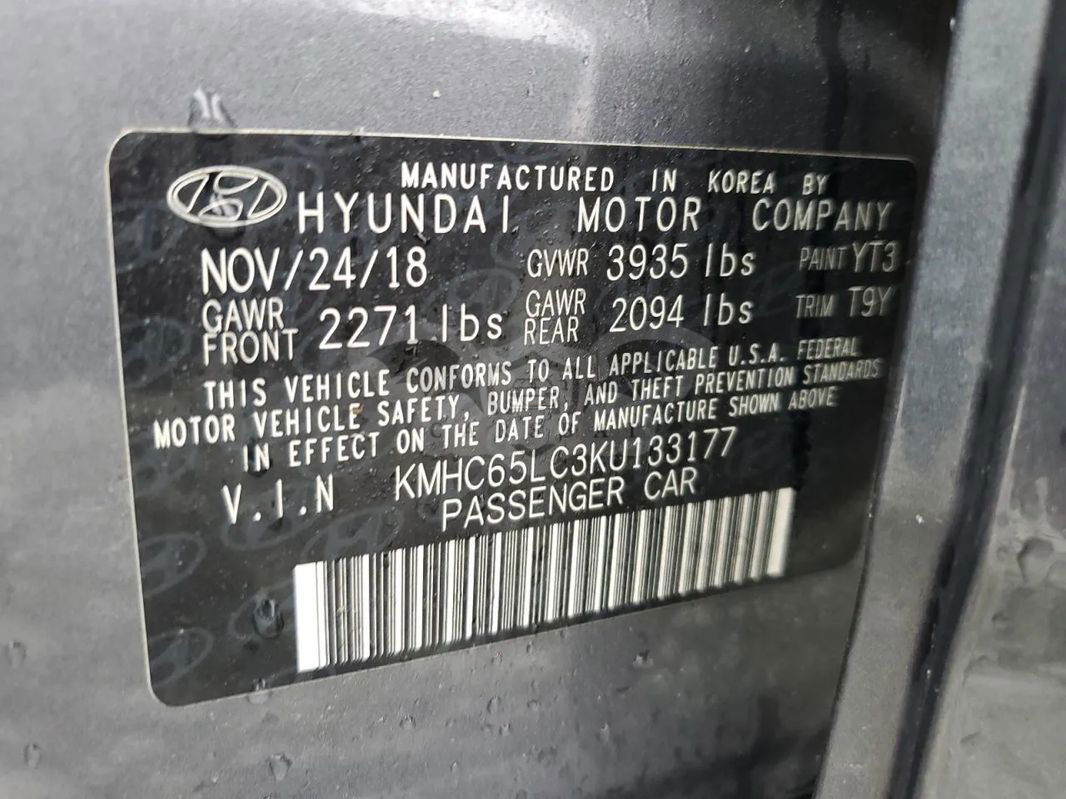 MANUFACTURED IN KOREA BY
HYUNDAI MOTOR COMPANY
NOV/24/18 GVWR 3935 lbs PAINT YT3
GAWR FRONT 2271 lbs GAWR REAR 2094 lbs TRIM T9Y
THIS VEHICLE CONFORMS TO ALL APPLICABLE U.S.A. FEDERAL
MOTOR VEHICLE SAFETY, BUMPER, AND THEFT PREVENTION STANDARDS
IN EFFECT ON THE DATE OF MANUFACTURE SHOWN ABOVE
V.I.N KMHC65LC3KU133177
PASSENGER CAR